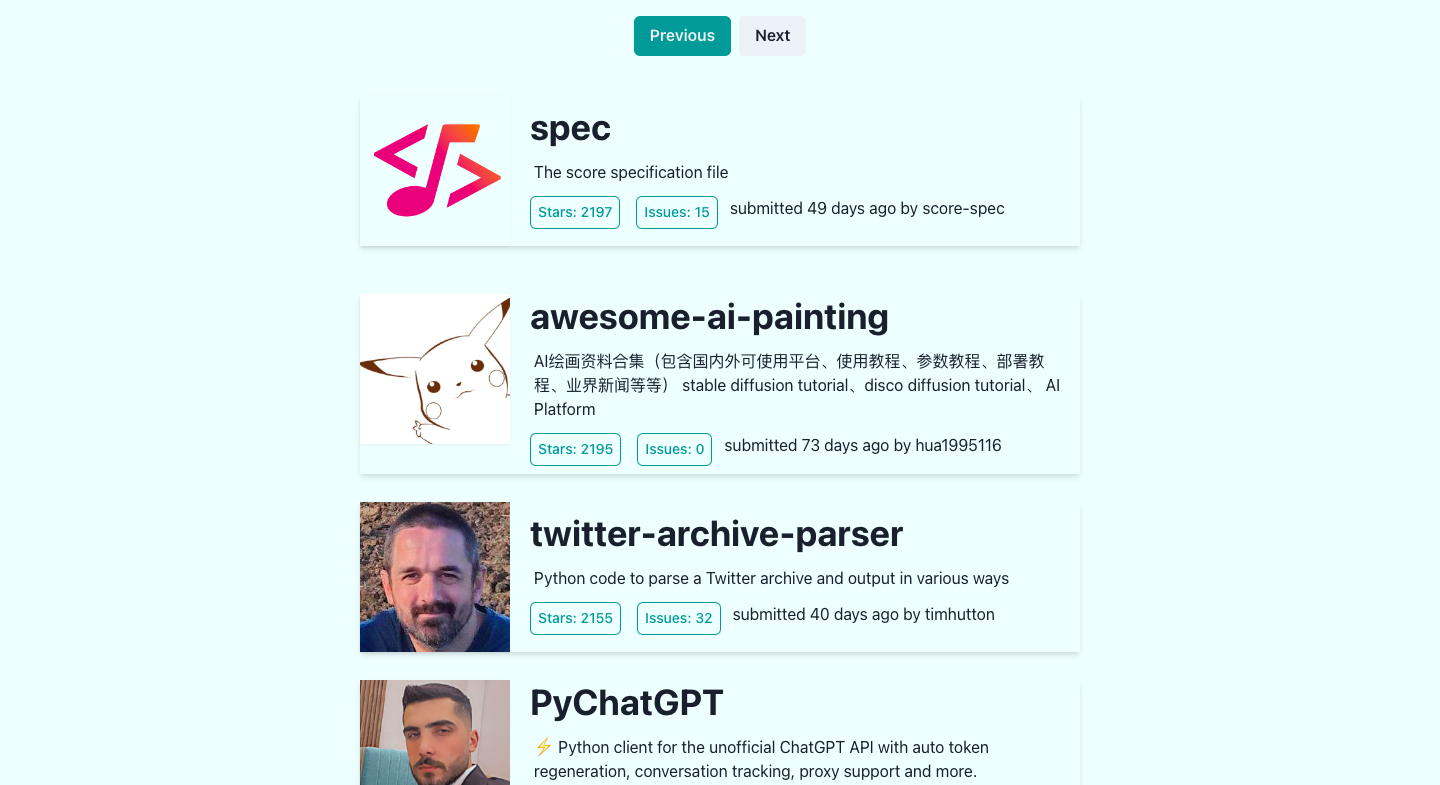 Previous
Next
spec
The score specification file
Stars: 2197
Issues: 15
submitted 49 days ago by score-spec
awesome-ai-painting
AI绘画资料合集（包含国内外可使用平台、使用教程、参数教程、部署教
程、业界新闻等等） stable diffusion tutorial、disco diffusion tutorial、 AI
Platform
Stars: 2195
Issues: 0
submitted 73 days ago by hua1995116
twitter-archive-parser
Python code to parse a Twitter archive and output in various ways
Stars: 2155
Issues: 32
submitted 40 days ago by timhutton
PyChatGPT
⚡ Python client for the unofficial ChatGPT API with auto token
regeneration, conversation tracking, proxy support and more.